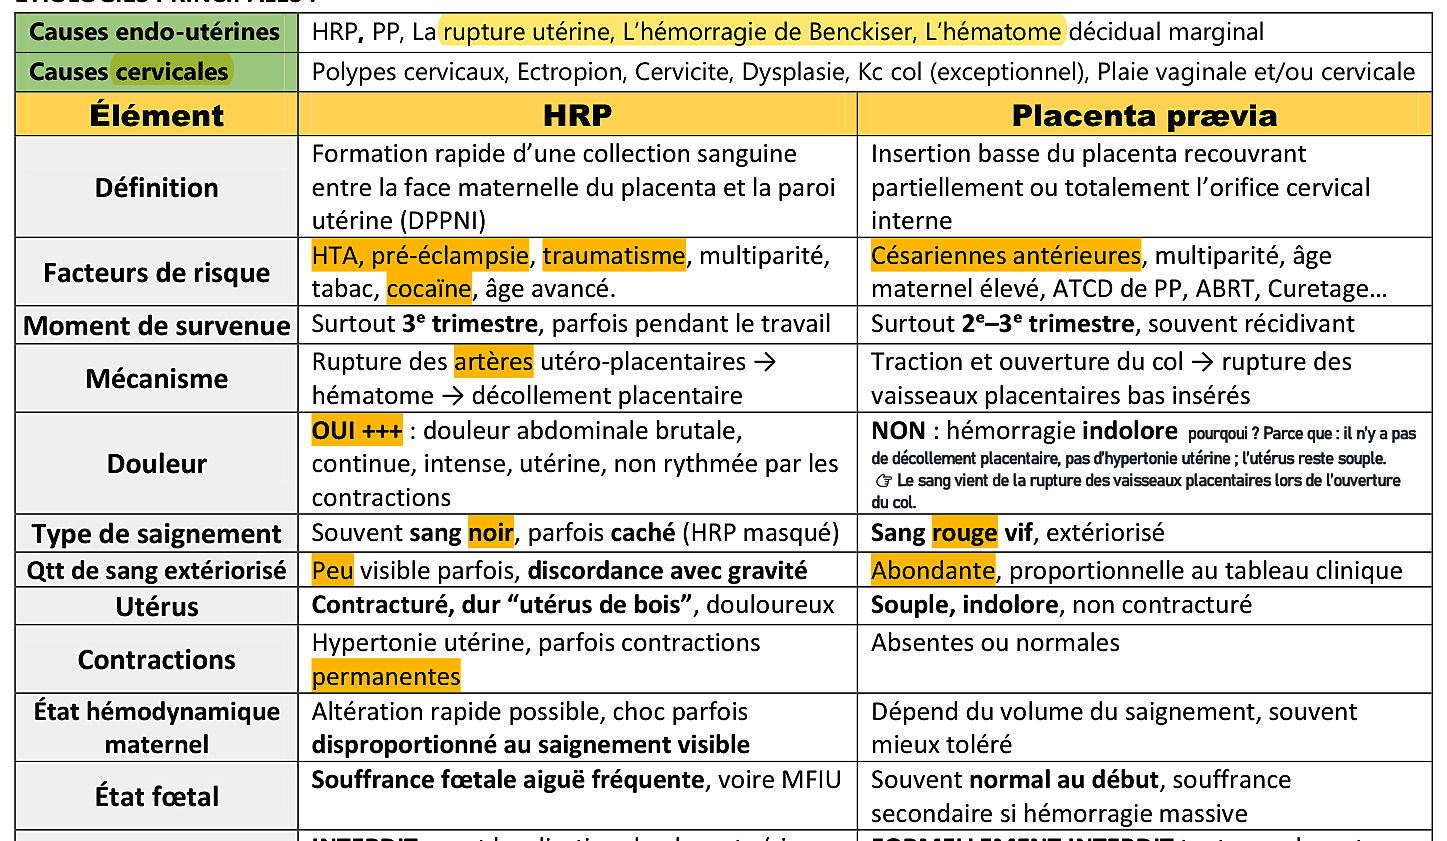 ÉTIOLOGIES PRINCIPALES :
Causes endo-utérines
HRP, PP, La rupture utérine, L’hémorragie de Benckiser, L’hématome décidual marginal
Causes cervicales
Polypes cervicaux, Ectropion, Cervicite, Dysplasie, Kc col (exceptionnel), Plaie vaginale et/ou cervicale
Élément
HRP
Placenta prævia
Définition
Formation rapide d’une collection sanguine
entre la face maternelle du placenta et la paroi
utérine (DPPNI)
Insertion basse du placenta recouvrant
partiellement ou totalement l’orifice cervical
interne
Facteurs de risque
HTA, pré-éclampsie, traumatisme, multiparité,
tabac, cocaïne, âge avancé.
Césariennes antérieures, multiparité, âge
maternel élevé, ATCD de PP, ABRT, Curetage…
Moment de survenue
Surtout 3ᵉ trimestre, parfois pendant le travail
Surtout 2ᵉ–3ᵉ trimestre, souvent récidivant
Mécanisme
Rupture des artères utéro-placentaires →
hématome → décollement placentaire
Traction et ouverture du col → rupture des
vaisseaux placentaires bas insérés
Douleur
OUI +++ : douleur abdominale brutale,
continue, intense, utérine, non rythmée par les
contractions
NON : hémorragie indolore pourqoui ? Parce que : il n'y a pas
de décollement placentaire, pas d'hypertonie utérine ; l'utérus reste souple.
👉 Le sang vient de la rupture des vaisseaux placentaires lors de l'ouverture
du col.
Type de saignement
Souvent sang noir, parfois caché (HRP masqué)
Sang rouge vif, extériorisé
Qtt de sang extériorisé
Peu visible parfois, discordance avec gravité
Abondante, proportionnelle au tableau clinique
Utérus
Contracturé, dur “utérus de bois”, douloureux
Souple, indolore, non contracturé
Contractions
Hypertonie utérine, parfois contractions
permanentes
Absentes ou normales
État hémodynamique
maternel
Altération rapide possible, choc parfois
disproportionné au saignement visible
Dépend du volume du saignement, souvent
mieux toléré
État fœtal
Souffrance fœtale aiguë fréquente, voire MFIU
Souvent normal au début, souffrance
secondaire si hémorragie massive